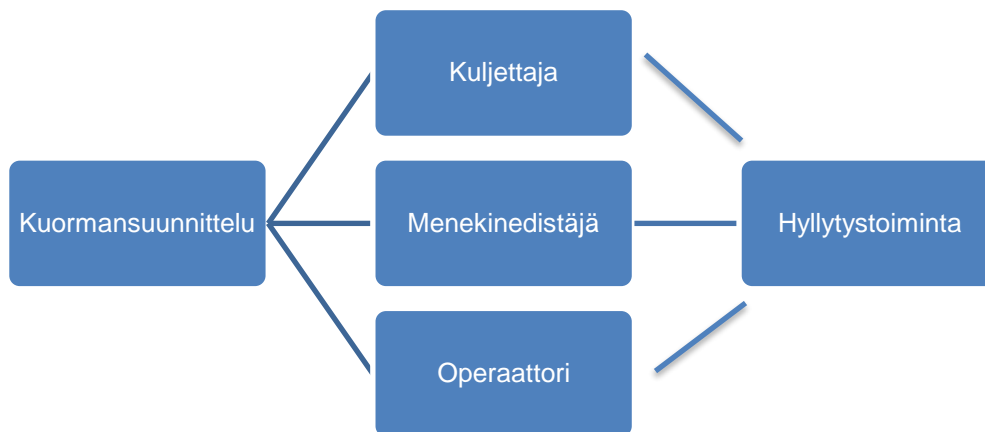 Kuormansuunnittelu
Kuljettaja
Menekinedistäjä
Operaattori
Hyllytystoiminta